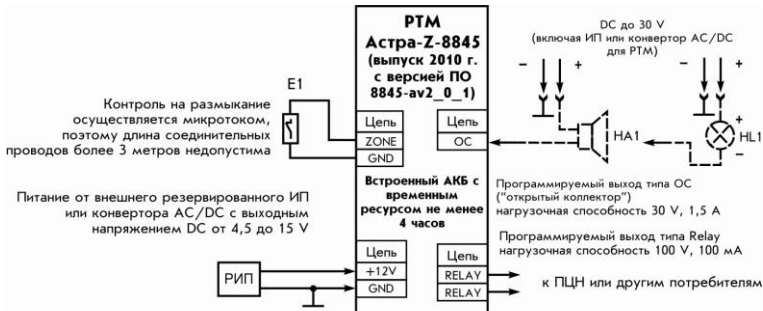 РТМ
Астра-Z-8845
(выпуск 2010 г.
с версией ПО
8845-av2_0_1)
DC до 30 V
(включая ИП или конвертор AC/DC
для РТМ)
− +
− +
E1
Контроль на размыкание
осуществляется микротоком,
поэтому длина соединительных
проводов более 3 метров недопустима
Цепь
ZONE
GND
Цепь
ОС
HA1
+
HL1
−
Встроенный АКБ с
временным
ресурсом не менее
4 часов
Питание от внешнего резервированного ИП
или конвертора AC/DC с выходным
напряжением DC от 4,5 до 15 V
Программируемый выход типа ОС
("открытый коллектор")
нагрузочная способность 30 V, 1,5 А
Программируемый выход типа Relay
нагрузочная способность 100 V, 100 мА
РИП
Цепь
+12V
GND
Цепь
RELAY
RELAY
к ПЦН или другим потребителям